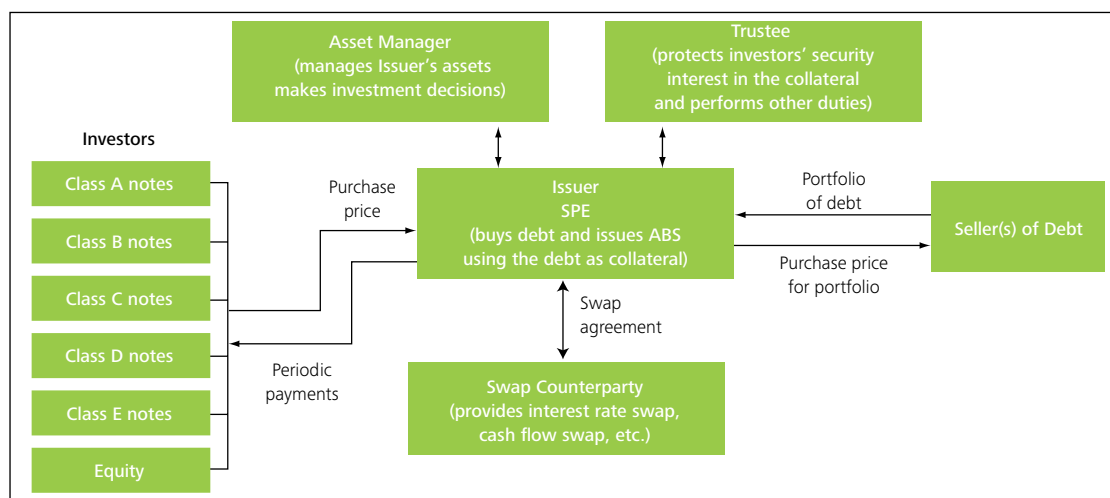 Asset Manager
(manages Issuer's assets
makes investment decisions)
Trustee
(protects investors' security
interest in the collateral
and performs other duties)
Investors
Class A notes
Class B notes
Class C notes
Class D notes
Class E notes
Equity
Purchase
price
Periodic
payments
Issuer
SPE
(buys debt and issues ABS
using the debt as collateral)
Swap
agreement
Swap Counterparty
(provides interest rate swap,
cash flow swap, etc.)
Portfolio
of debt
Purchase price
for portfolio
Seller(s) of Debt